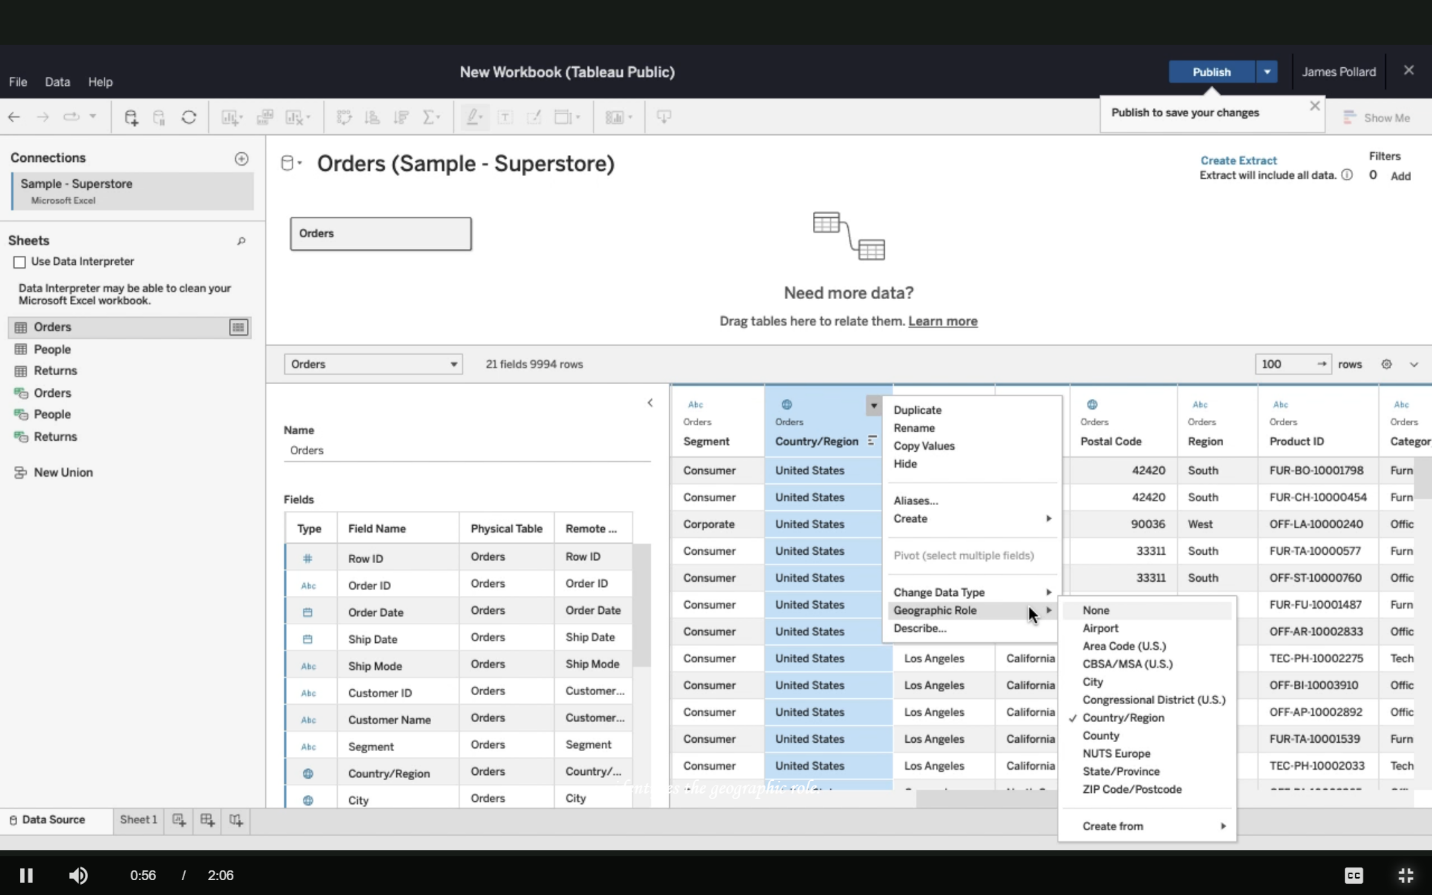 New Workbook (Tableau Public)
File Data Help
Publish
James Pollard
Publish to save your changes
Show Me
Connections
Sample - Superstore
Microsoft Excel
Sheets
Use Data Interpreter
Data Interpreter may be able to clean your
Microsoft Excel workbook.
Orders
People
Returns
Orders
People
Returns
New Union
Orders (Sample - Superstore)
Create Extract
Extract will include all data.
Filters
0 Add
Orders
Need more data?
Drag tables here to relate them. Learn more
Orders
21 fields 9994 rows
100 → rows
Name
Orders
Fields
Type Field Name Physical Table Remote ...
# Row ID Orders Row ID
Abc Order ID Orders Order ID
Order Date Orders Order Date
Ship Date Orders Ship Date
Abc Ship Mode Orders Ship Mode
Abc Customer ID Orders Customer...
Abc Customer Name Orders Customer...
Abc Segment Orders Segment
Country/Region Orders Country/...
City Orders City
Abc Abc Abc Abc
Orders Orders Orders Orders Orders Orders
Segment Country/Region Postal Code Region Product ID Categor
Consumer United States 42420 South FUR-BO-10001798 Furn
Consumer United States 42420 South FUR-CH-10000454 Furn
Corporate United States 90036 West OFF-LA-10000240 Offic
Consumer United States 33311 South FUR-TA-10000577 Furn
Consumer United States 33311 South OFF-ST-10000760 Offic
Consumer United States FUR-FU-10001487 Furn
Consumer United States OFF-AR-10002833 Offic
Consumer United States Los Angeles California TEC-PH-10002275 Tech
Consumer United States Los Angeles California OFF-BI-10003910 Offic
Consumer United States Los Angeles California OFF-AP-10002892 Offic
Consumer United States Los Angeles California FUR-TA-10001539 Furn
Consumer United States Los Angeles California TEC-PH-10002033 Tech
Duplicate
Rename
Copy Values
Hide
Aliases...
Create
Pivot (select multiple fields)
Change Data Type
Geographic Role
Describe...
None
Airport
Area Code (U.S.)
CBSA/MSA (U.S.)
City
Congressional District (U.S.)
✓ Country/Region
County
NUTS Europe
State/Province
ZIP Code/Postcode
Create from
the geographic role
Data Source Sheet 1
0:56 / 2:06
CC